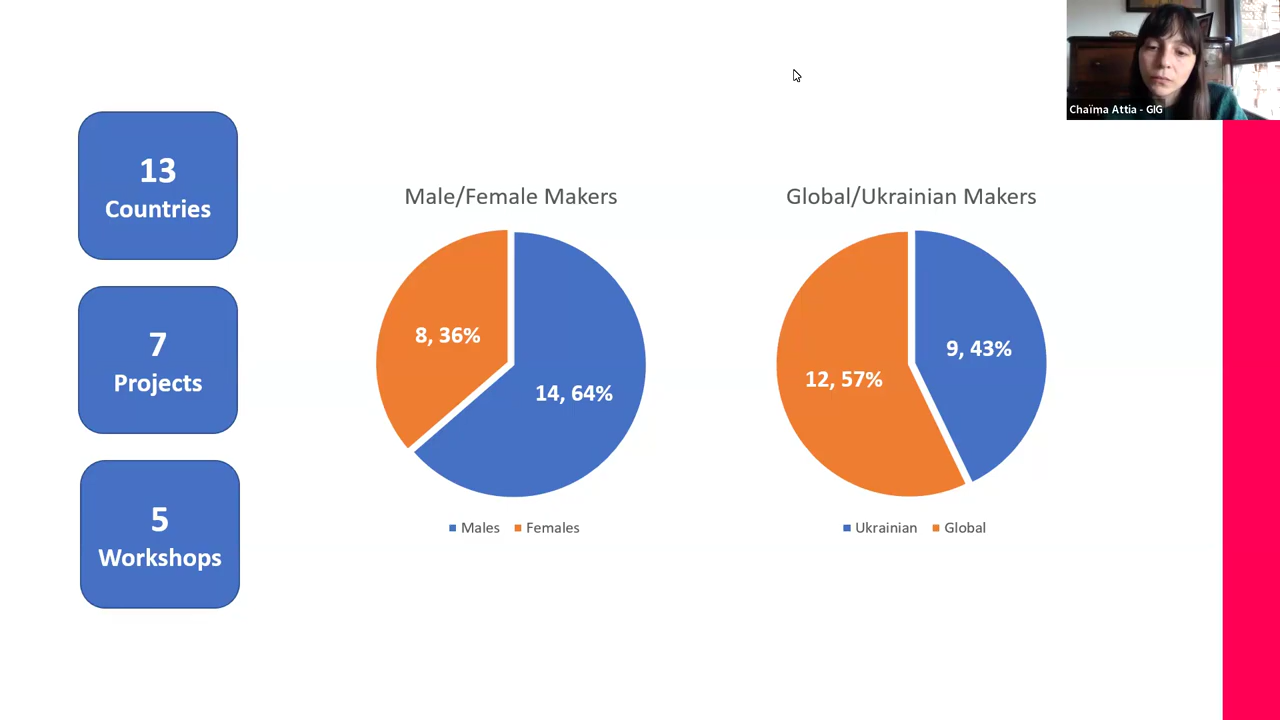 Chaïma Attia - GIG
13
Countries
7
Projects
5
Workshops
Male/Female Makers
8, 36%
14, 64%
Males Females
Global/Ukrainian Makers
9, 43%
12, 57%
Ukrainian Global